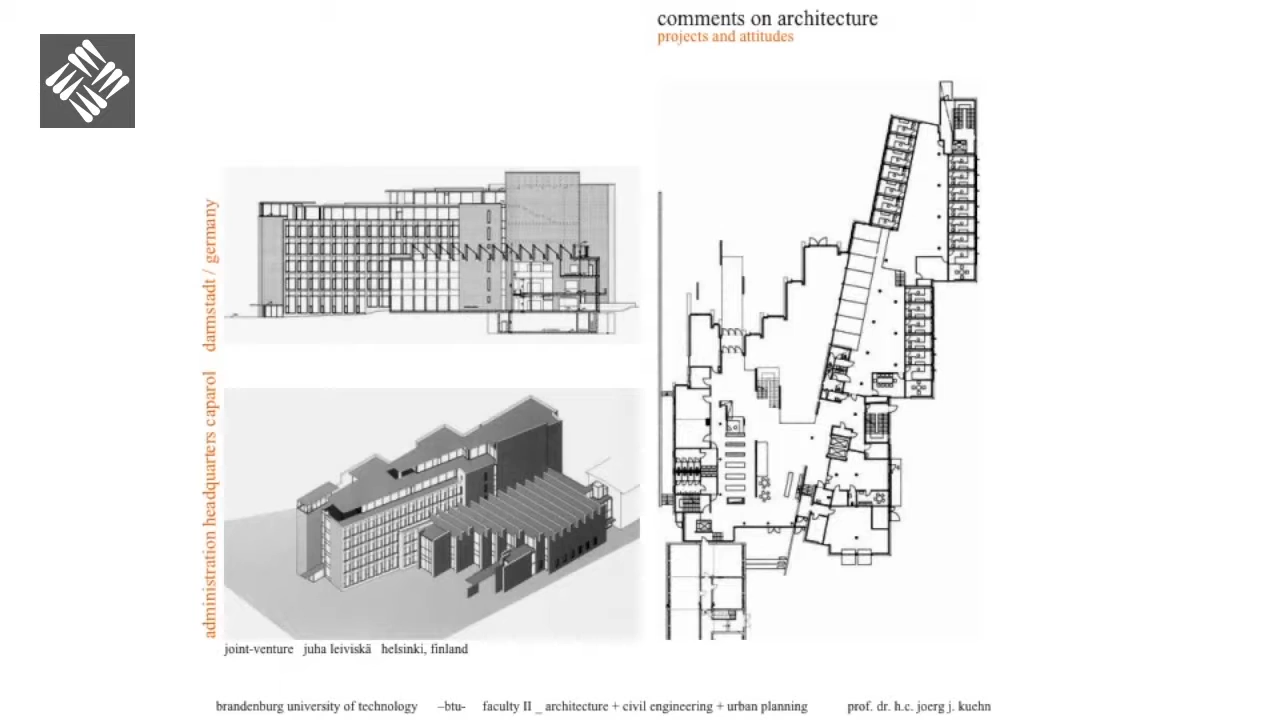 comments on architecture
projects and attitudes
administration headquarters caparol darmstadt / germany
joint-venture juha leiviskä helsinki, finland
brandenburg university of technology –btu- faculty II _ architecture + civil engineering + urban planning prof. dr. h.c. joerg j. kuehn